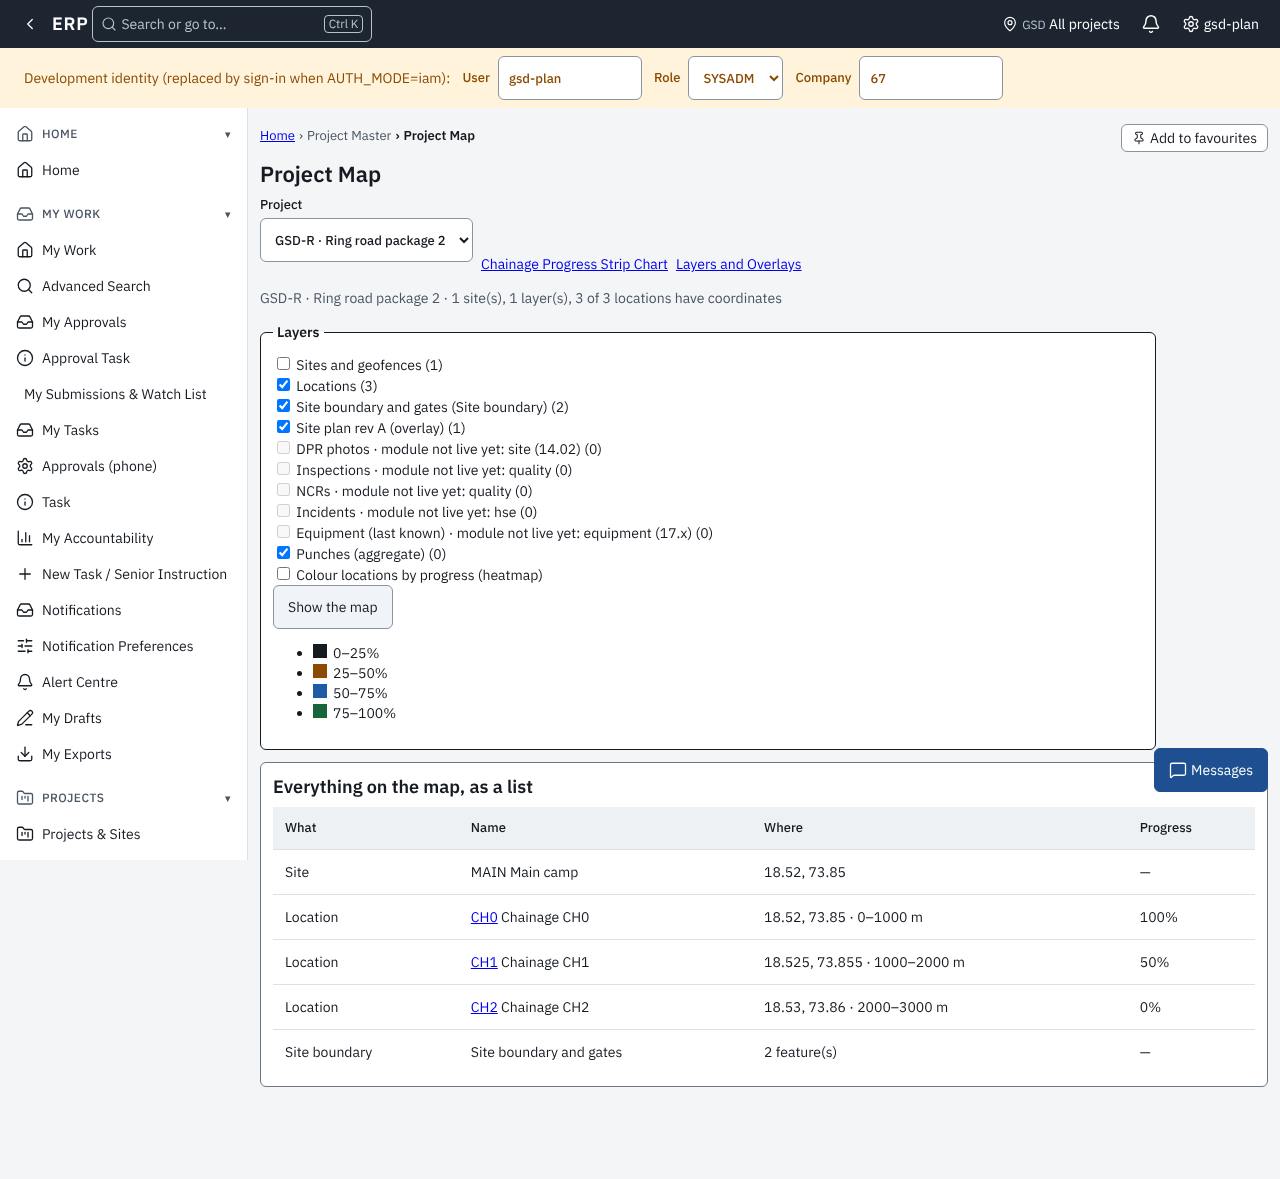 ERP
Search or go to...
Ctrl K
GSD All projects
gsd-plan
Development identity (replaced by sign-in when AUTH_MODE=iam):
User
gsd-plan
Role
SYSADM
Company
67
HOME
Home
MY WORK
My Work
Advanced Search
My Approvals
Approval Task
My Submissions & Watch List
My Tasks
Approvals (phone)
Task
My Accountability
New Task / Senior Instruction
Notifications
Notification Preferences
Alert Centre
My Drafts
My Exports
PROJECTS
Projects & Sites
Home › Project Master › Project Map
Add to favourites
Project Map
Project
GSD-R · Ring road package 2
Chainage Progress Strip Chart
Layers and Overlays
GSD-R · Ring road package 2 · 1 site(s), 1 layer(s), 3 of 3 locations have coordinates
Layers
Sites and geofences (1)
Locations (3)
Site boundary and gates (Site boundary) (2)
Site plan rev A (overlay) (1)
DPR photos · module not live yet: site (14.02) (0)
Inspections · module not live yet: quality (0)
NCRs · module not live yet: quality (0)
Incidents · module not live yet: hse (0)
Equipment (last known) · module not live yet: equipment (17.x) (0)
Punches (aggregate) (0)
Colour locations by progress (heatmap)
Show the map
0–25%
25–50%
50–75%
75–100%
Messages
Everything on the map, as a list
What Name Where Progress
Site MAIN Main camp 18.52, 73.85 —
Location CH0 Chainage CH0 18.52, 73.85 · 0–1000 m 100%
Location CH1 Chainage CH1 18.525, 73.855 · 1000–2000 m 50%
Location CH2 Chainage CH2 18.53, 73.86 · 2000–3000 m 0%
Site boundary Site boundary and gates 2 feature(s) —